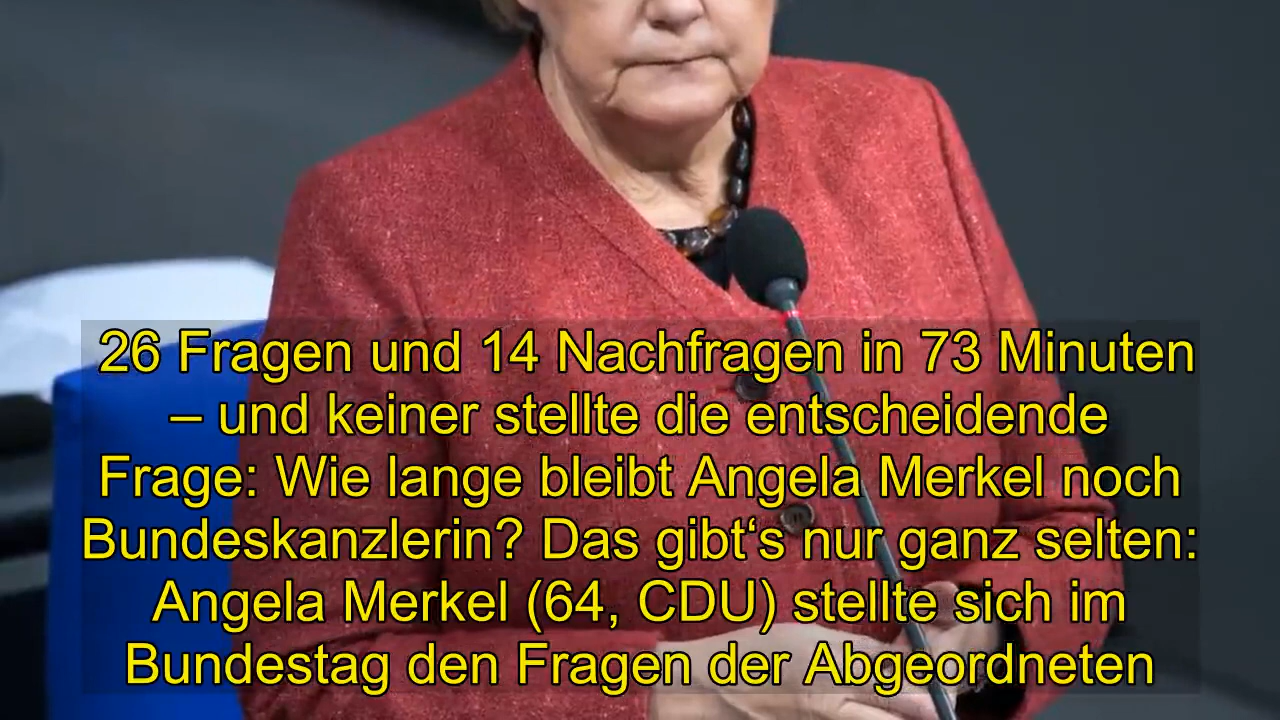 26 Fragen und 14 Nachfragen in 73 Minuten
– und keiner stellte die entscheidende
Frage: Wie lange bleibt Angela Merkel noch
Bundeskanzlerin? Das gibt‘s nur ganz selten:
Angela Merkel (64, CDU) stellte sich im
Bundestag den Fragen der Abgeordneten